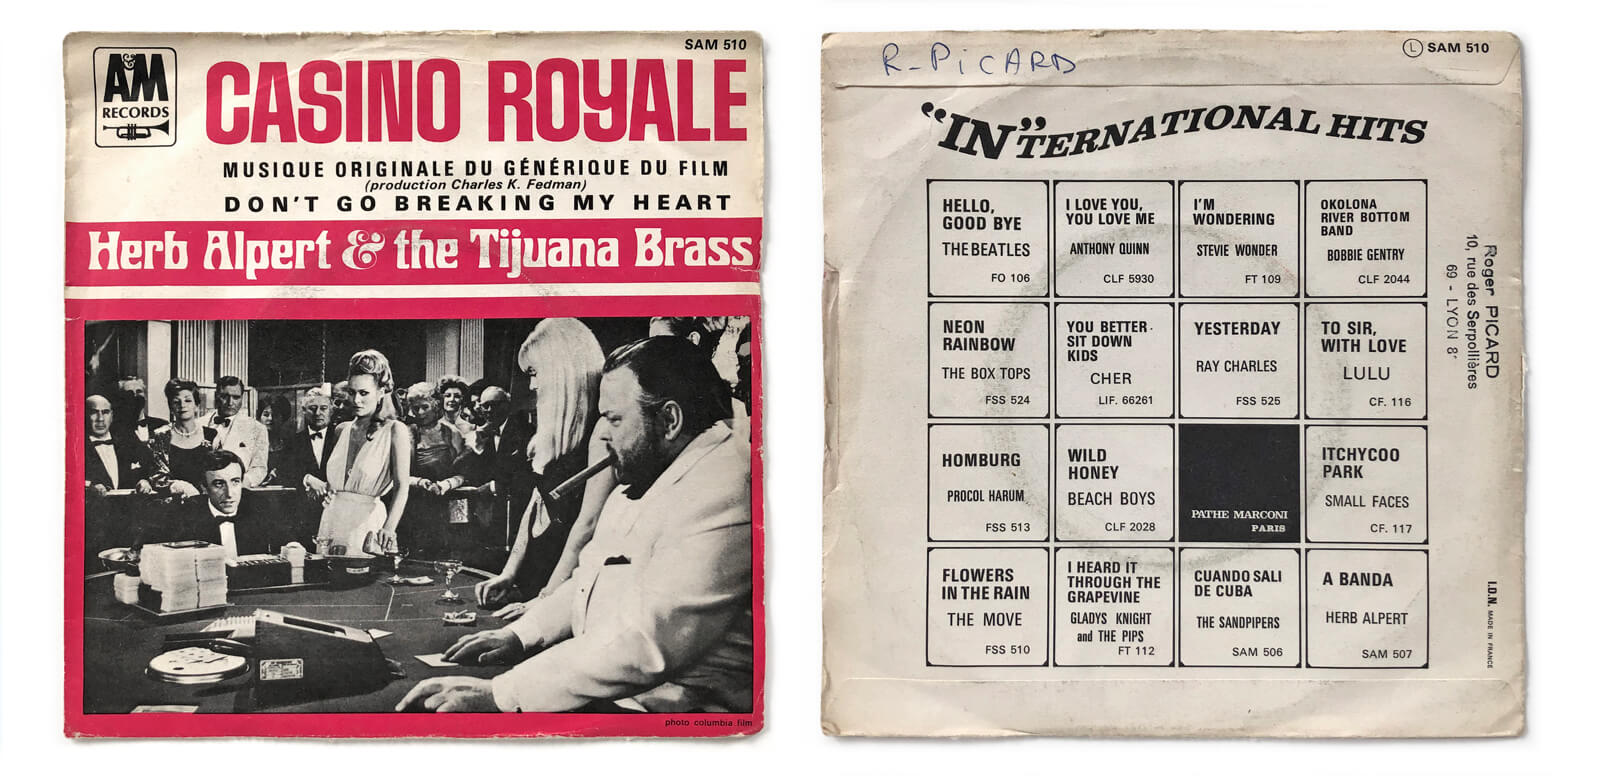 SAM 510
A&M
RECORDS
CASINO ROYALE
MUSIQUE ORIGINALE DU GÉNÉRIQUE DU FILM
(production Charles K. Fedman)
DON'T GO BREAKING MY HEART
Herb Alpert & the Tijuana Brass
photo columbia film
R-PiCARD
L SAM 510
"IN"TERNATIONAL HITS
HELLO,
GOOD BYE
THE BEATLES
FO 106
I LOVE YOU,
YOU LOVE ME
ANTHONY QUINN
CLF 5930
I'M
WONDERING
STEVIE WONDER
FT 109
OKOLONA
RIVER BOTTOM
BAND
BOBBIE GENTRY
CLF 2044
NEON
RAINBOW
THE BOX TOPS
FSS 524
YOU BETTER
SIT DOWN
KIDS
CHER
LIF. 66261
YESTERDAY
RAY CHARLES
FSS 525
TO SIR,
WITH LOVE
LULU
CF. 116
HOMBURG
PROCOL HARUM
FSS 513
WILD
HONEY
BEACH BOYS
CLF 2028
PATHE MARCONI
PARIS
ITCHYCOO
PARK
SMALL FACES
CF. 117
FLOWERS
IN THE RAIN
THE MOVE
FSS 510
I HEARD IT
THROUGH THE
GRAPEVINE
GLADYS KNIGHT
and THE PIPS
FT 112
CUANDO SALI
DE CUBA
THE SANDPIPERS
SAM 506
A BANDA
HERB ALPERT
SAM 507
Roger PICARD
10, rue des Serpollières
69 - LYON 8°
I.D.N. MADE IN FRANCE